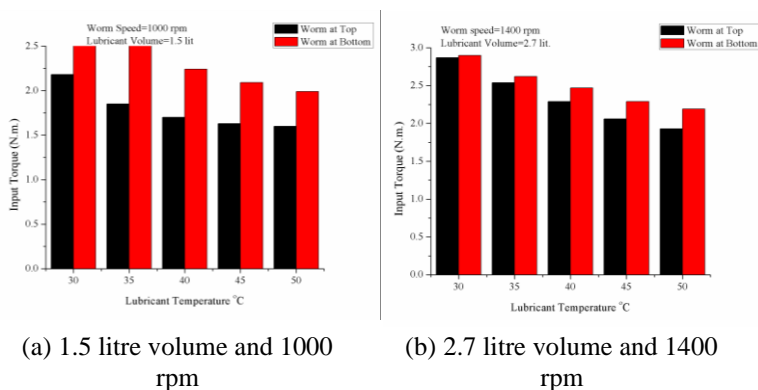 Worm Speed=1000 rpm
Lubricant Volume=1.5 lit
Worm at Top
Worm at Bottom
2.5
2.0
1.5
1.0
0.5
0.0
Input Torque (N.m.)
30 35 40 45 50
Lubricant Temperature °C
(a) 1.5 litre volume and 1000
rpm
Worm speed=1400 rpm
Lubricant Volume=2.7 lit.
Worm at Top
Worm at Bottom
3.0
2.5
2.0
1.5
1.0
0.5
0.0
Input Torque (N.m.)
30 35 40 45 50
Lubricant Temperature °C
(b) 2.7 litre volume and 1400
rpm